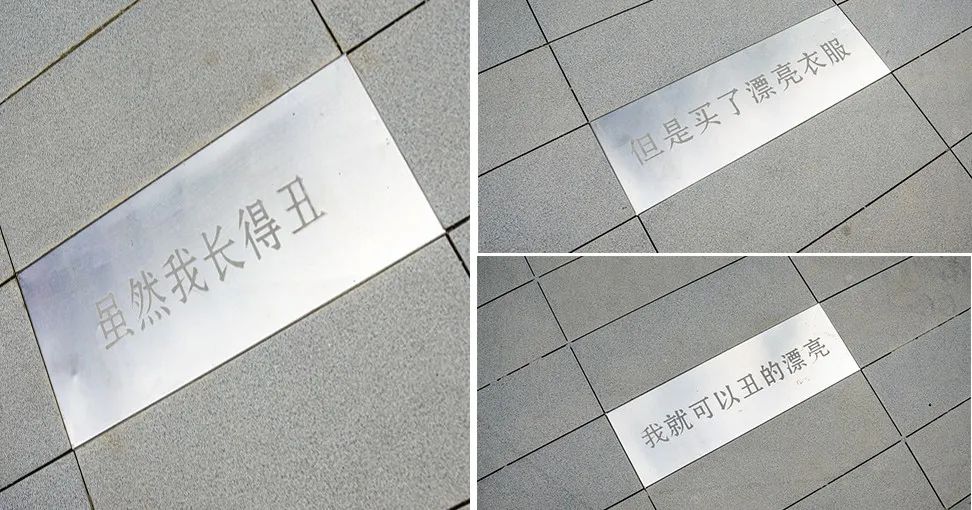 虽然我长得丑
但是买了漂亮衣服
我就可以丑的漂亮